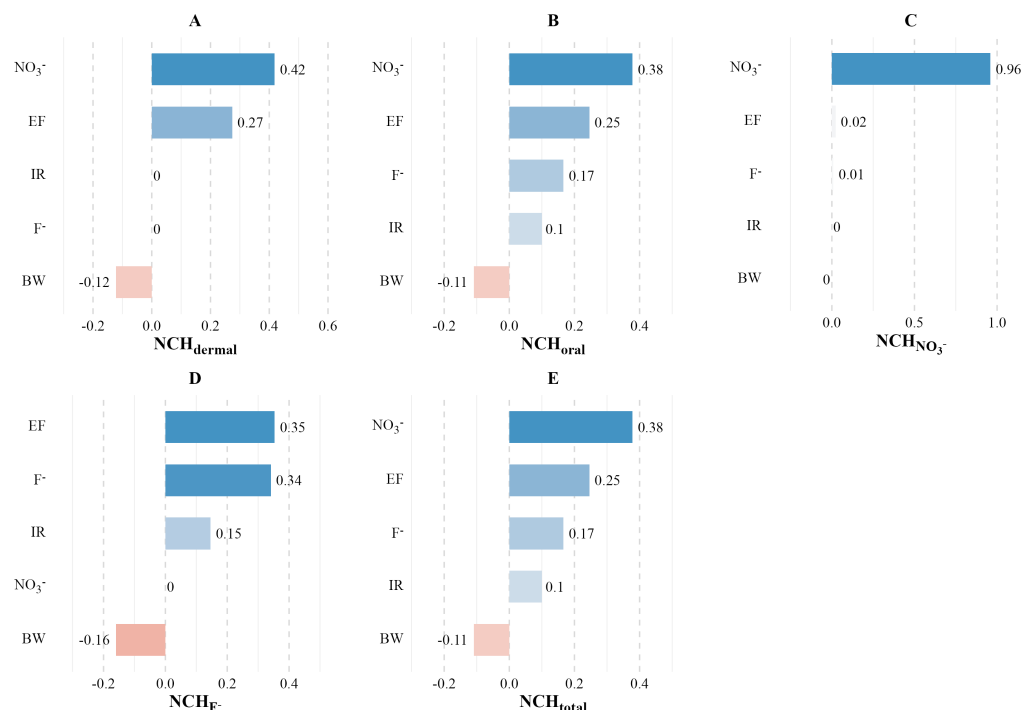 A
NO₃⁻ 0.42
EF 0.27
IR 0
F⁻ 0
BW -0.12
-0.2 0.0 0.2 0.4 0.6
NCH_dermal
B
NO₃⁻ 0.38
EF 0.25
F⁻ 0.17
IR 0.1
BW -0.11
-0.2 0.0 0.2 0.4
NCH_oral
C
NO₃⁻ 0.96
EF 0.02
F⁻ 0.01
IR 0
BW 0
0.0 0.5 1.0
NCH_NO₃⁻
D
EF 0.35
F⁻ 0.34
IR 0.15
NO₃⁻ 0
BW -0.16
-0.2 0.0 0.2 0.4
NCH_F⁻
E
NO₃⁻ 0.38
EF 0.25
F⁻ 0.17
IR 0.1
BW -0.11
-0.2 0.0 0.2 0.4
NCH_total